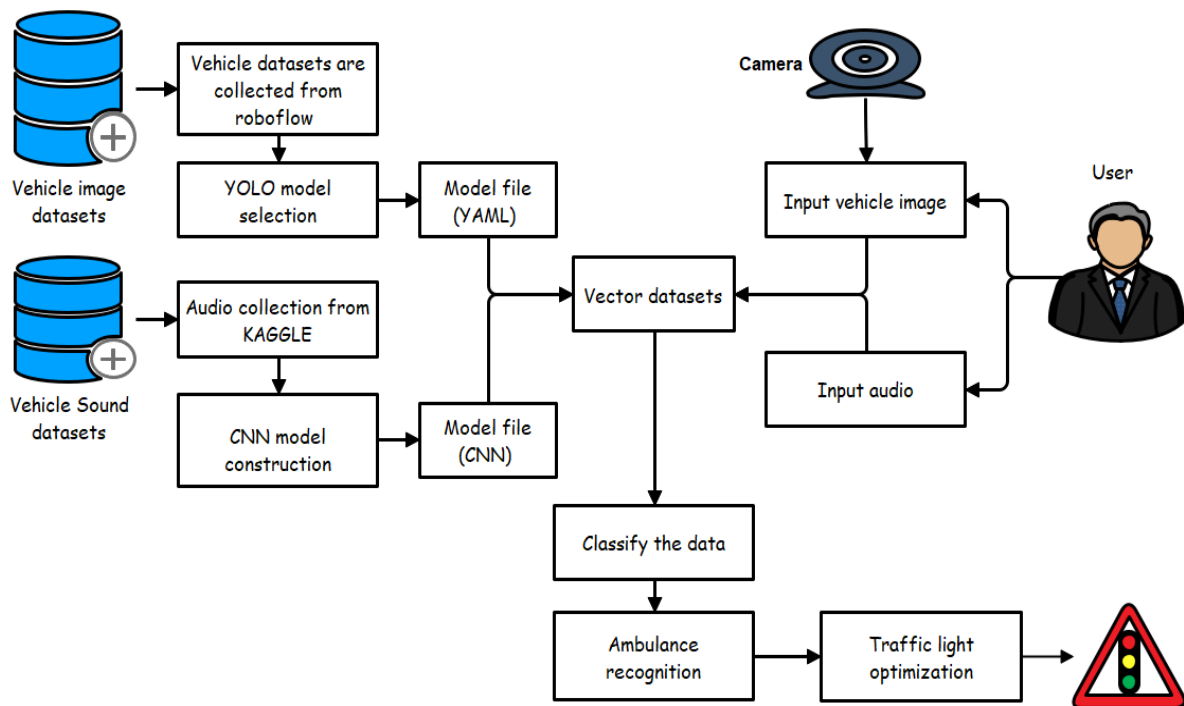 Vehicle image
datasets
Vehicle datasets are
collected from
roboflow
YOLO model
selection
Model file
(YAML)
Vehicle Sound
datasets
Audio collection from
KAGGLE
CNN model
construction
Model file
(CNN)
Vector datasets
Camera
Input vehicle image
User
Input audio
Classify the data
Ambulance
recognition
Traffic light
optimization